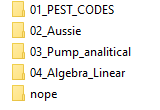 01_PEST_CODES
02_Aussie
03_Pump_analitical
04_Algebra_Linear
nope